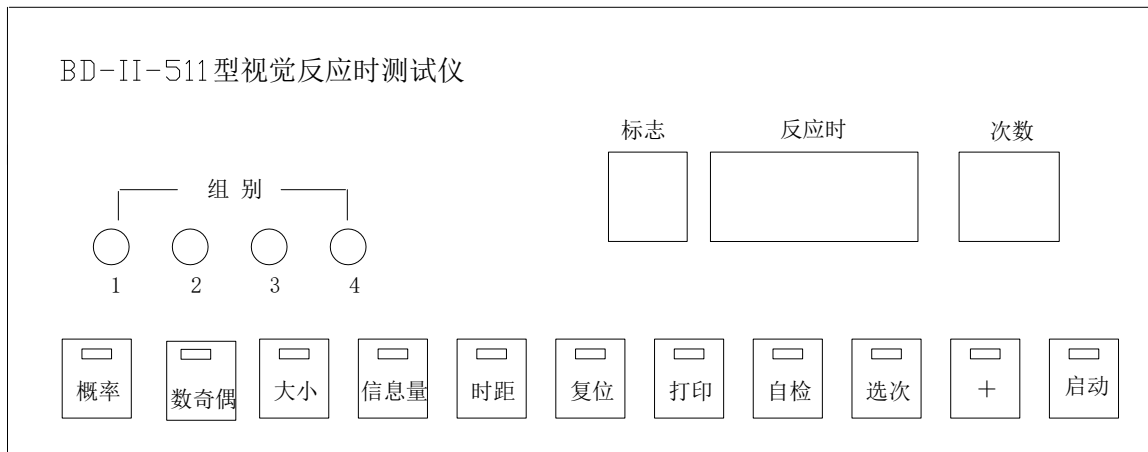 BD-II-511型视觉反应时测试仪
标志 反应时 次数
组 别
1 2 3 4
概率 数奇偶 大小 信息量 时距 复位 打印 自检 选次 + 启动